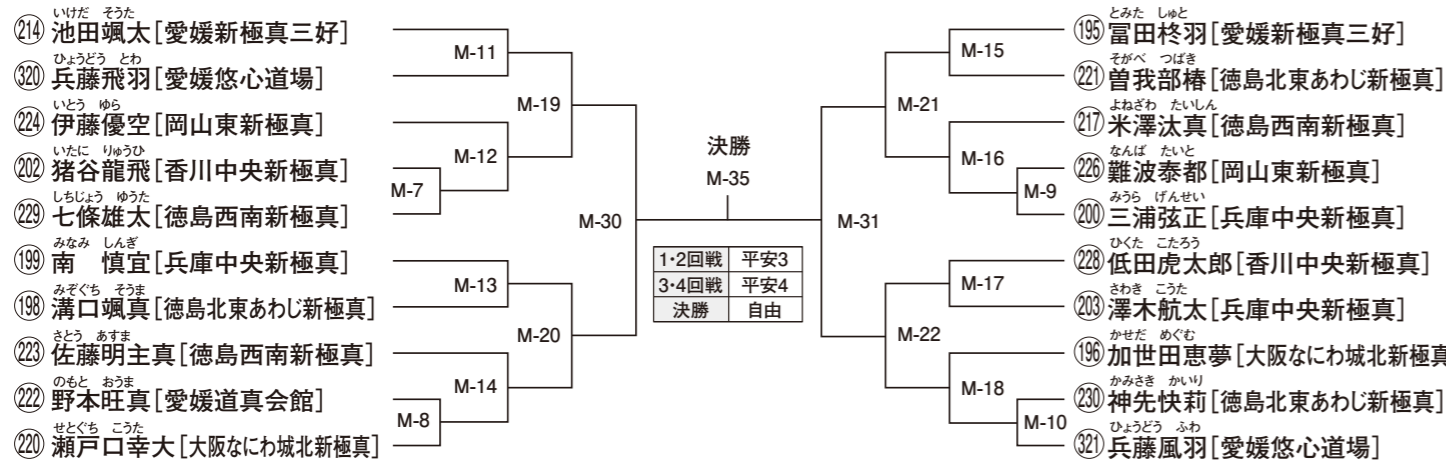 いけだ そうた
214 池田颯太[愛媛新極真三好]
ひょうどう とわ
320 兵藤飛羽[愛媛悠心道場]
いとう ゆら
224 伊藤優空[岡山東新極真]
いたに りゅうひ
202 猪谷龍飛[香川中央新極真]
しちじょう ゆうた
229 七條雄太[徳島西南新極真]
みなみ しんぎ
199 南 慎宜[兵庫中央新極真]
みぞぐち そうま
198 溝口颯真[徳島北東あわじ新極真]
さとう あすま
223 佐藤明主真[徳島西南新極真]
のもと おうま
222 野本旺真[愛媛道真会館]
せとぐち こうた
220 瀬戸口幸大[大阪なにわ城北新極真]
M-11
M-19
M-12
M-7
M-30
M-13
M-20
M-14
M-8
決勝
M-35
1・2回戦 平安3
3・4回戦 平安4
決勝 自由
M-15
M-21
M-16
M-9
M-31
M-17
M-22
M-18
M-10
とみた しゅと
195 冨田柊羽[愛媛新極真三好]
そがべ つばき
221 曽我部椿[徳島北東あわじ新極真]
よねざわ たいしん
217 米澤汰真[徳島西南新極真]
なんば たいと
226 難波泰都[岡山東新極真]
みうら げんせい
200 三浦弦正[兵庫中央新極真]
ひくた こたろう
228 低田虎太郎[香川中央新極真]
さわき こうた
203 澤木航太[兵庫中央新極真]
かせだ めぐむ
196 加世田恵夢[大阪なにわ城北新極真
かみさき かいり
230 神先快莉[徳島北東あわじ新極真]
ひょうどう ふわ
321 兵藤風羽[愛媛悠心道場]